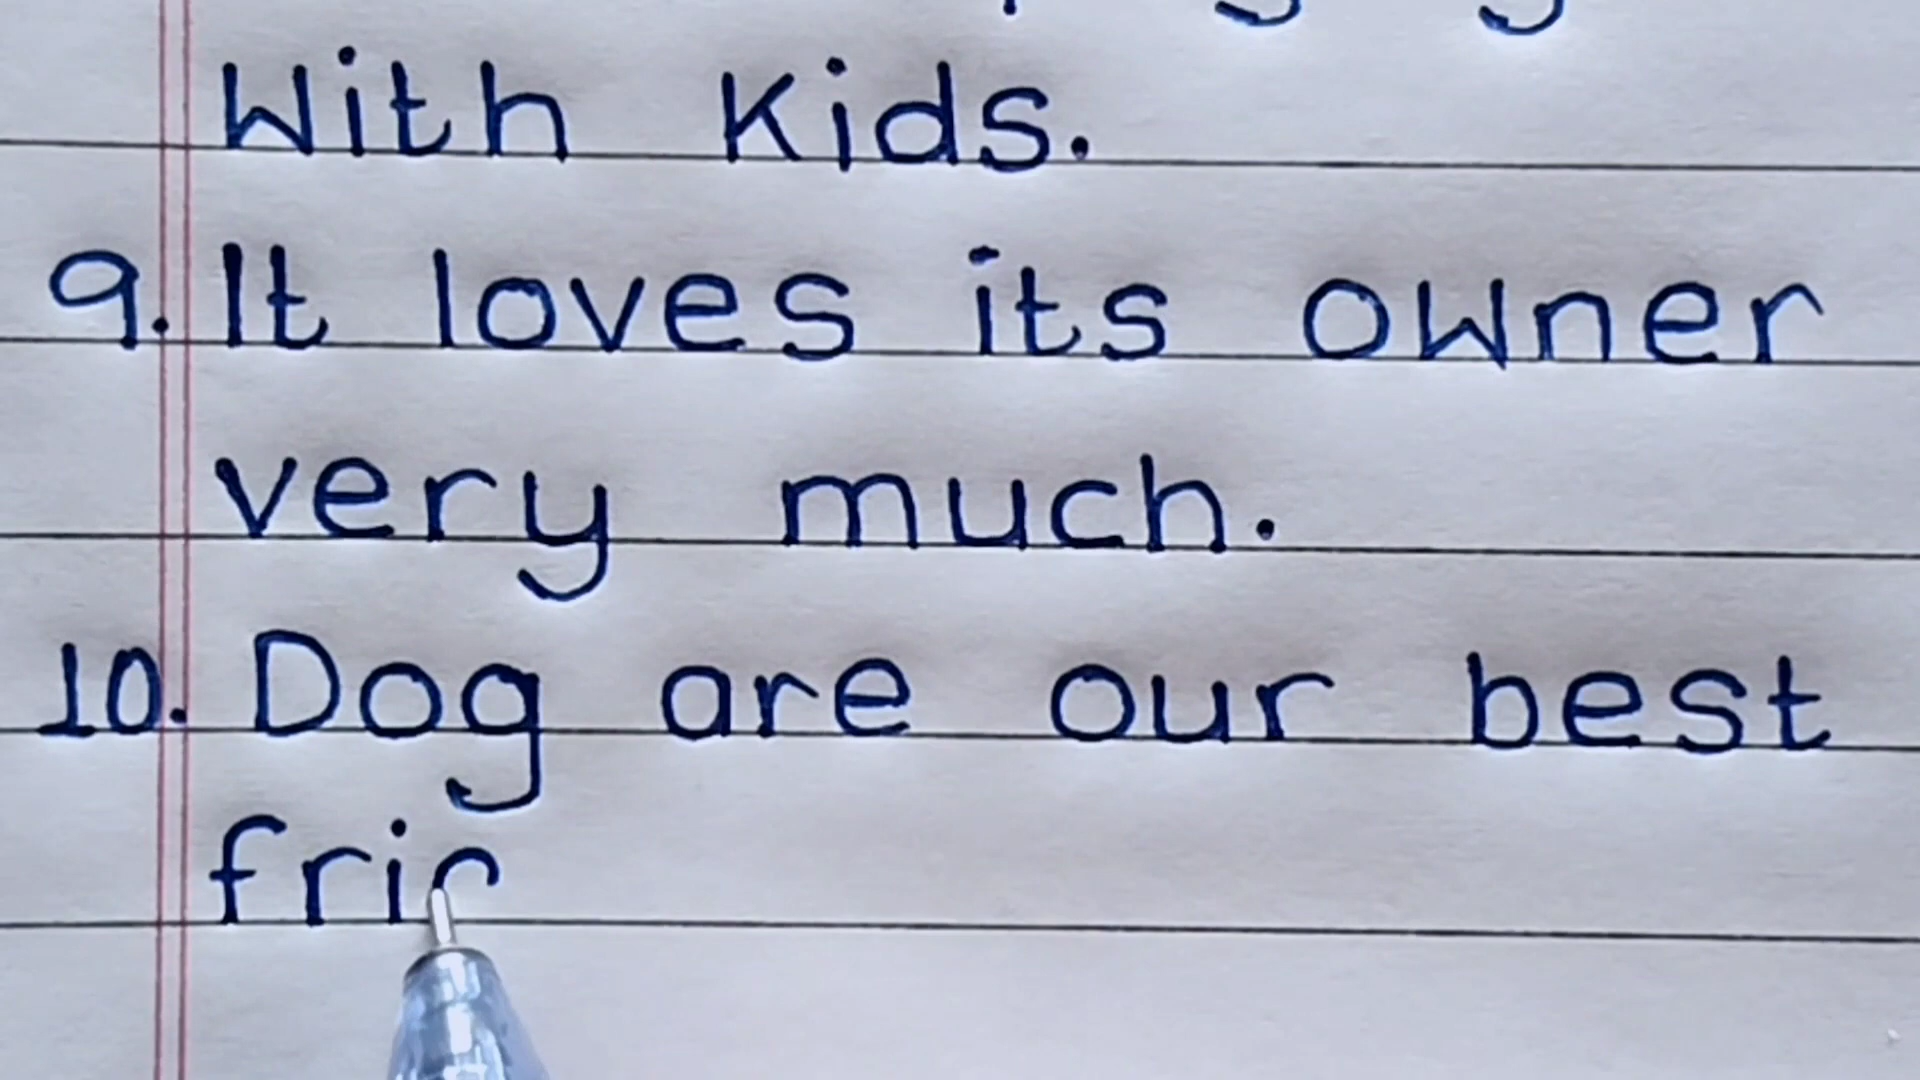 With Kids.
9. It loves its owner
very much.
10. Dog are our best
fri